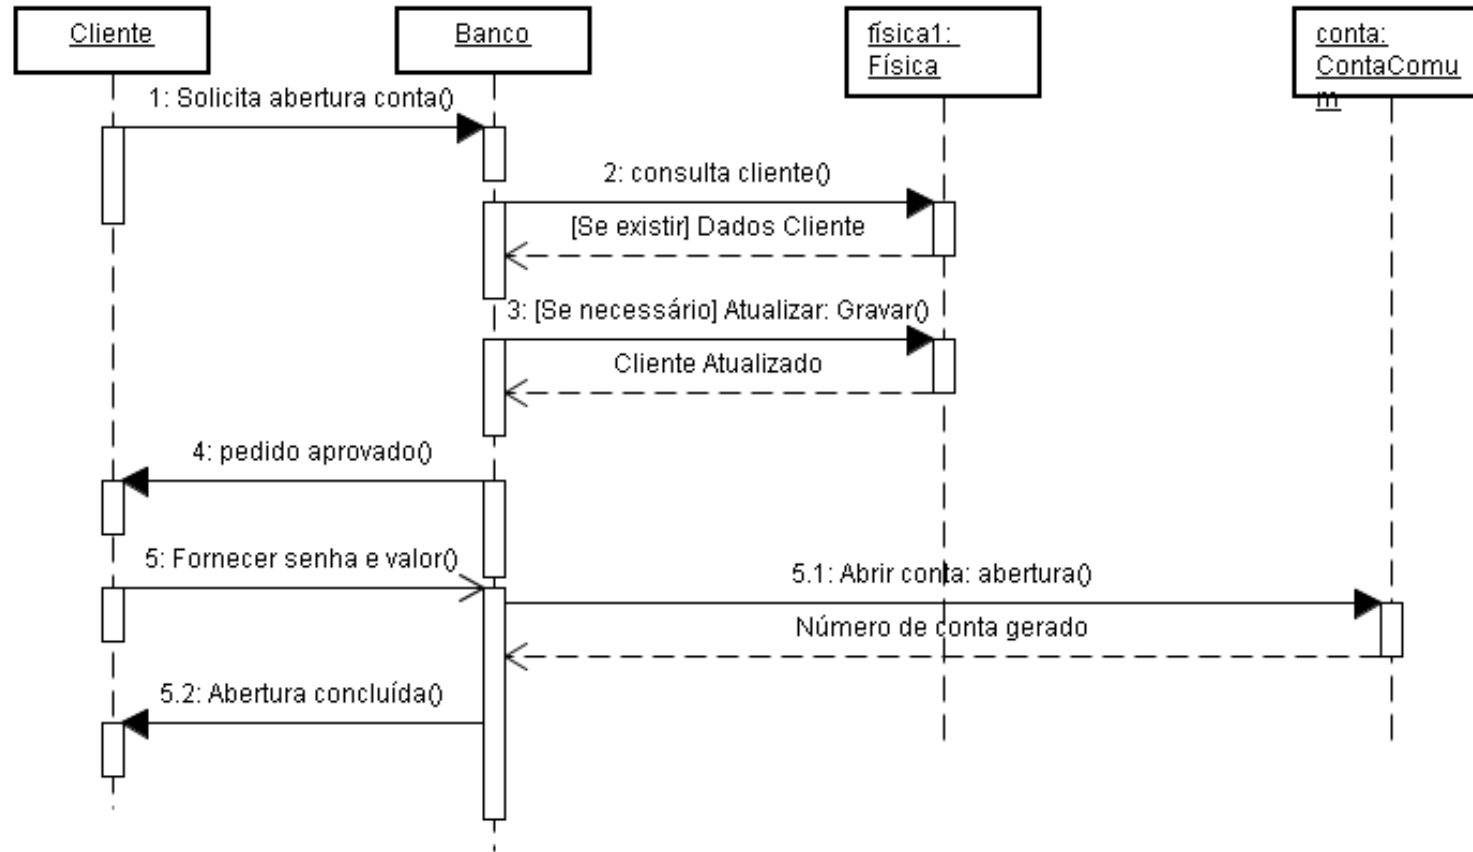 Cliente
Banco
física1:
Física
conta:
ContaComu
m
1: Solicita abertura conta()
2: consulta cliente()
[Se existir] Dados Cliente
3: [Se necessário] Atualizar: Gravar()
Cliente Atualizado
4: pedido aprovado()
5: Fornecer senha e valor()
5.1: Abrir conta: abertura()
Número de conta gerado
5.2: Abertura concluída()